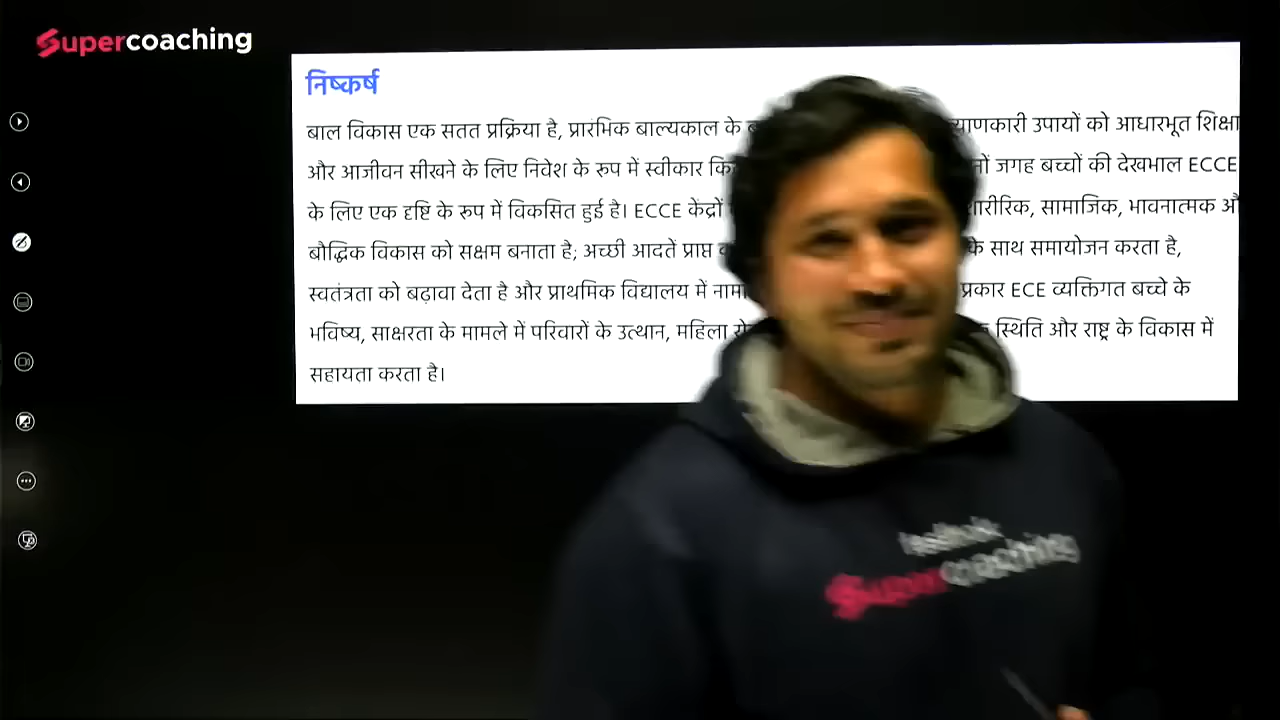 Supercoaching
निष्कर्ष
बाल विकास एक सतत प्रक्रिया है, प्रारंभिक बाल्यकाल के उपायों को आधारभूत शिक्षा
और आजीवन सीखने के लिए निवेश के रूप में स्वीकार जगह बच्चों की देखभाल ECCE
के लिए एक दृष्टि के रूप में विकसित हुई है। ECCE केंद्रों सामाजिक, भावनात्मक
बौद्धिक विकास को सक्षम बनाता है; अच्छी आदतें प्राप्त के साथ समायोजन करता है,
स्वतंत्रता को बढ़ावा देता है और प्राथमिक विद्यालय में प्रकार ECE व्यक्तिगत बच्चे के
भविष्य, साक्षरता के मामले में परिवारों के उत्थान, महिला स्थिति और राष्ट्र के विकास में
सहायता करता है।
testbook
Supercoaching